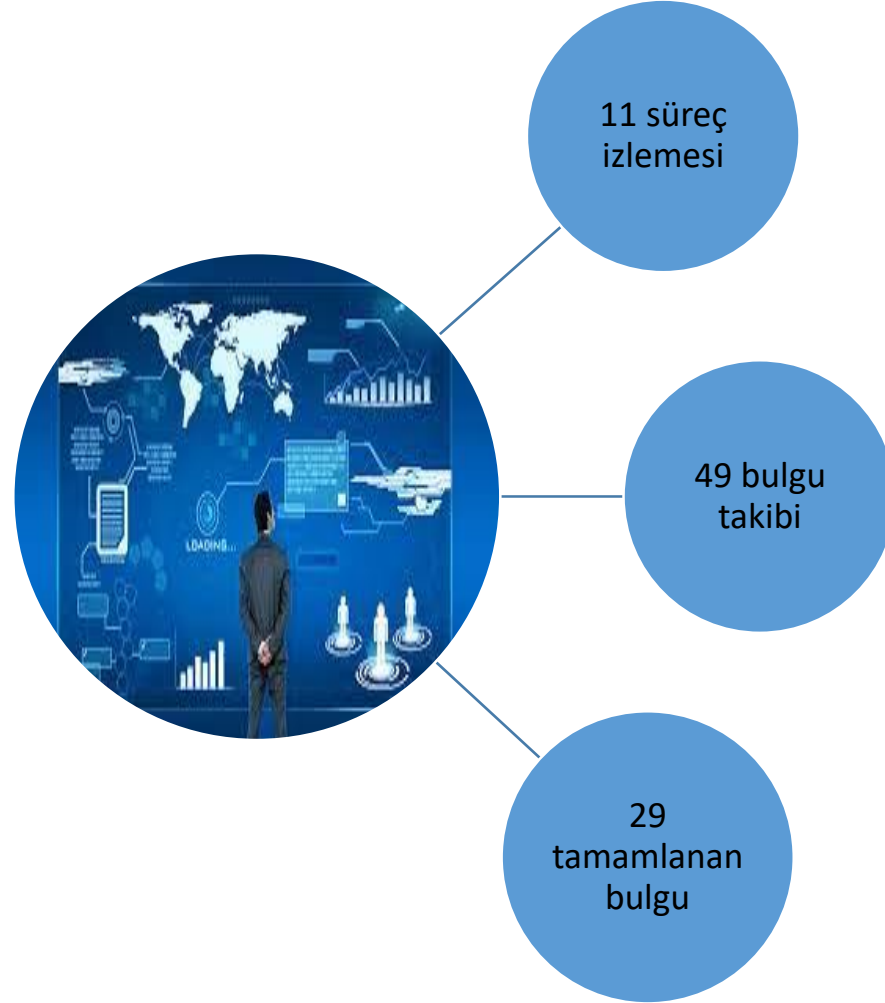 11 süreç
izlemesi
49 bulgu
takibi
LOADING...
29
tamamlanan
bulgu